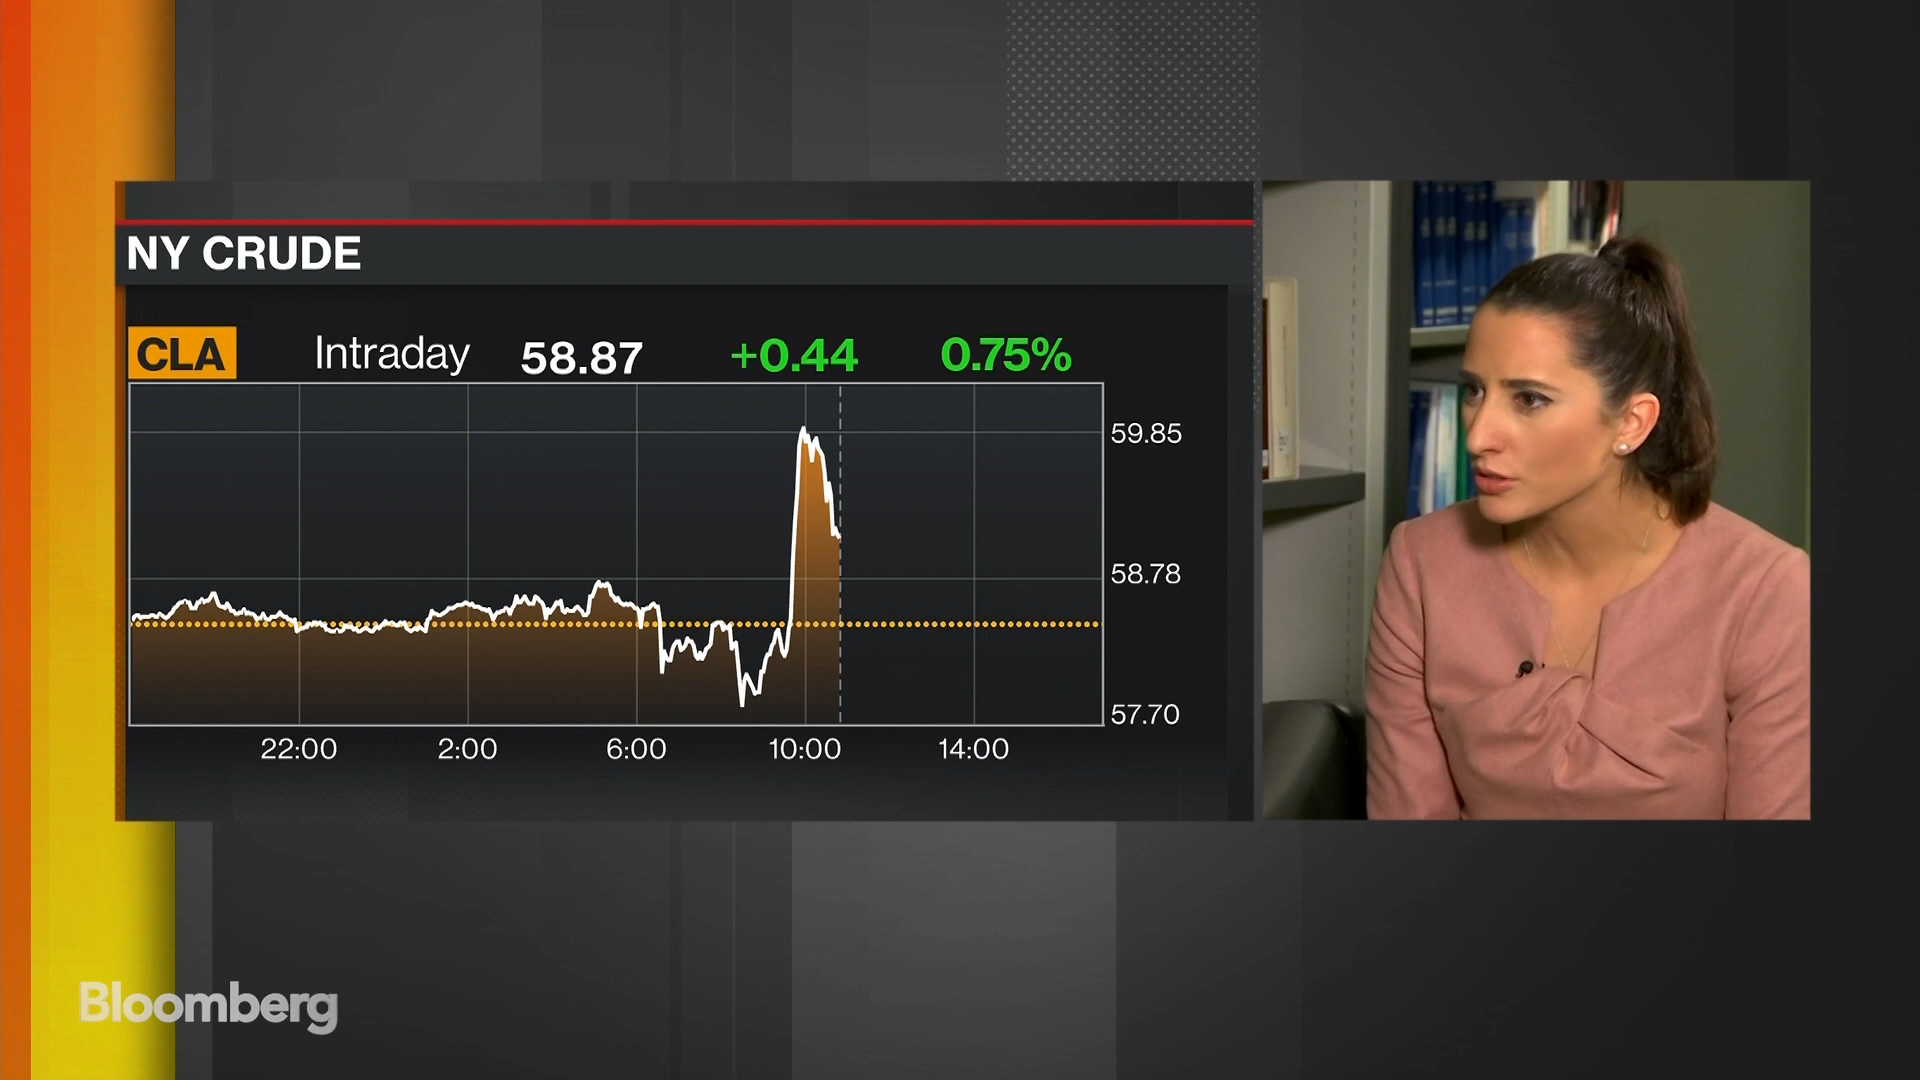 NY CRUDE
CLA Intraday 58.87 +0.44 0.75%
59.85
58.78
57.70
22:00 2:00 6:00 10:00 14:00
Bloomberg